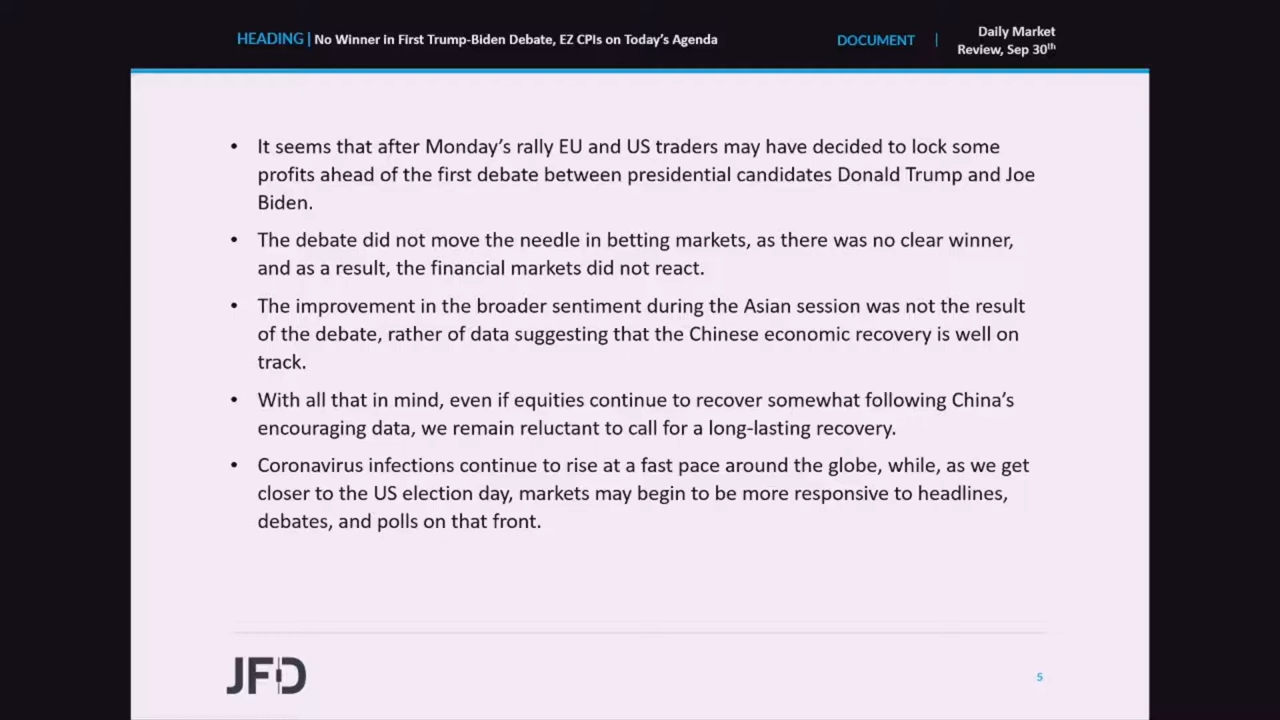 HEADING | No Winner in First Trump-Biden Debate, EZ CPIs on Today's Agenda
DOCUMENT |
Daily Market
Review, Sep 30th
• It seems that after Monday's rally EU and US traders may have decided to lock some
profits ahead of the first debate between presidential candidates Donald Trump and Joe
Biden.
• The debate did not move the needle in betting markets, as there was no clear winner,
and as a result, the financial markets did not react.
• The improvement in the broader sentiment during the Asian session was not the result
of the debate, rather of data suggesting that the Chinese economic recovery is well on
track.
• With all that in mind, even if equities continue to recover somewhat following China's
encouraging data, we remain reluctant to call for a long-lasting recovery.
• Coronavirus infections continue to rise at a fast pace around the globe, while, as we get
closer to the US election day, markets may begin to be more responsive to headlines,
debates, and polls on that front.
JFD
5